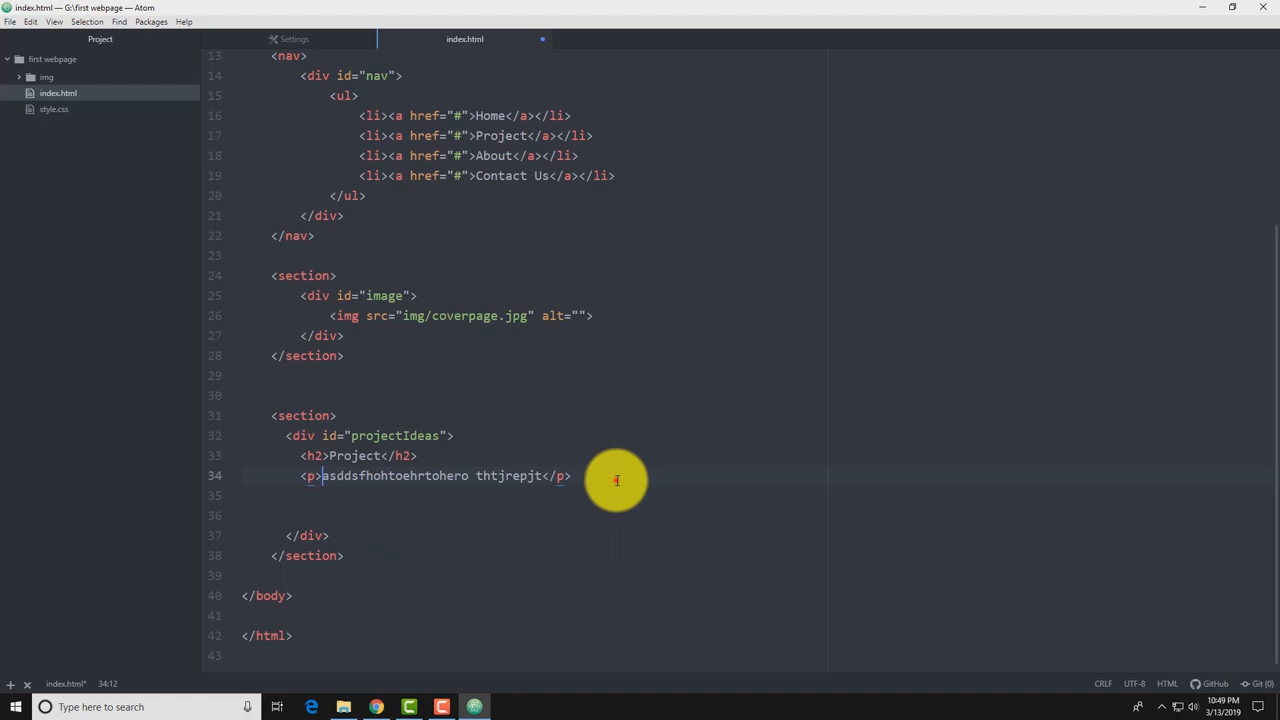 index.html — G:\first webpage — Atom
File Edit View Selection Find Packages Help
Project
Settings
index.html
first webpage
img
index.html
style.css
13 <nav>
14 <div id="nav">
15 <ul>
16 <li><a href="#">Home</a></li>
17 <li><a href="#">Project</a></li>
18 <li><a href="#">About</a></li>
19 <li><a href="#">Contact Us</a></li>
20 </ul>
21 </div>
22 </nav>
23
24 <section>
25 <div id="image">
26 <img src="img/coverpage.jpg" alt="">
27 </div>
28 </section>
29
30
31 <section>
32 <div id="projectIdeas">
33 <h2>Project</h2>
34 <p>asddsfhohtoehrtohero thtjrepjt</p>
35
36
37 </div>
38 </section>
39
40 </body>
41
42 </html>
43
index.html* 34:12 CRLF UTF-8 HTML GitHub Git (0)
Type here to search
10:49 PM
3/13/2019